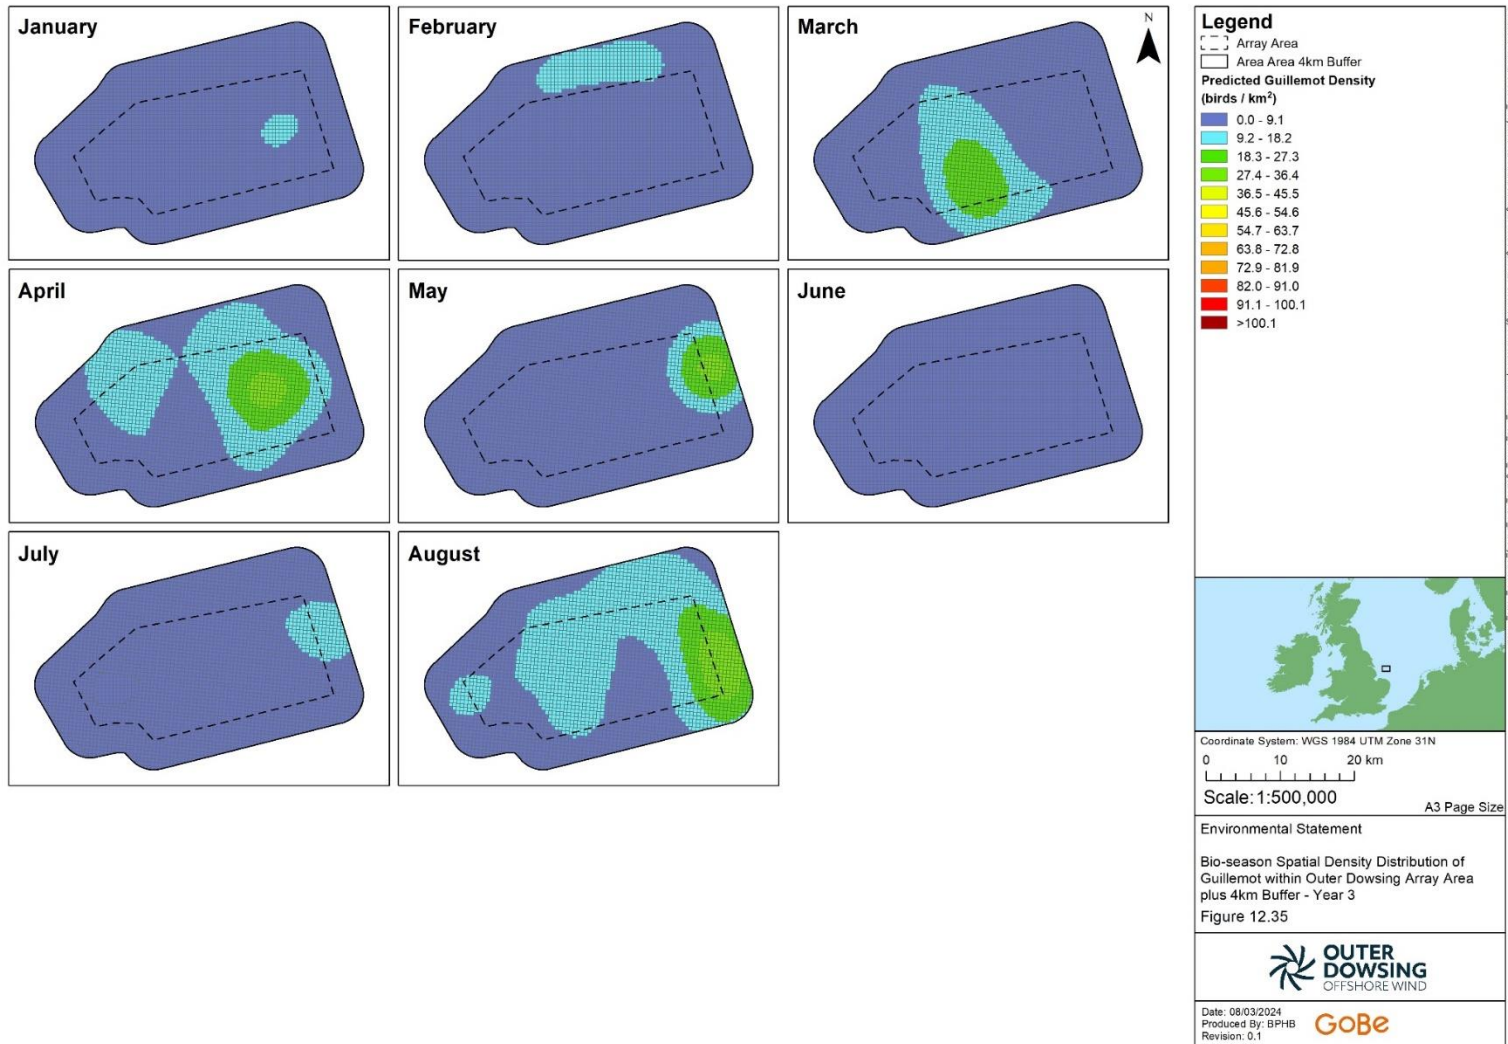 January
February
March
N
April
May
June
July
August
Legend
Array Area
Area Area 4km Buffer
Predicted Guillemot Density
(birds / km²)
0.0 - 9.1
9.2 - 18.2
18.3 - 27.3
27.4 - 36.4
36.5 - 45.5
45.6 - 54.6
54.7 - 63.7
63.8 - 72.8
72.9 - 81.9
82.0 - 91.0
91.1 - 100.1
>100.1
Coordinate System: WGS 1984 UTM Zone 31N
0 10 20 km
Scale:1:500,000
A3 Page Size
Environmental Statement
Bio-season Spatial Density Distribution of
Guillemot within Outer Dowsing Array Area
plus 4km Buffer - Year 3
Figure 12.35
OUTER
DOWSING
OFFSHORE WIND
Date: 08/03/2024
Produced By: BPHB
Revision: 0.1
GoBe